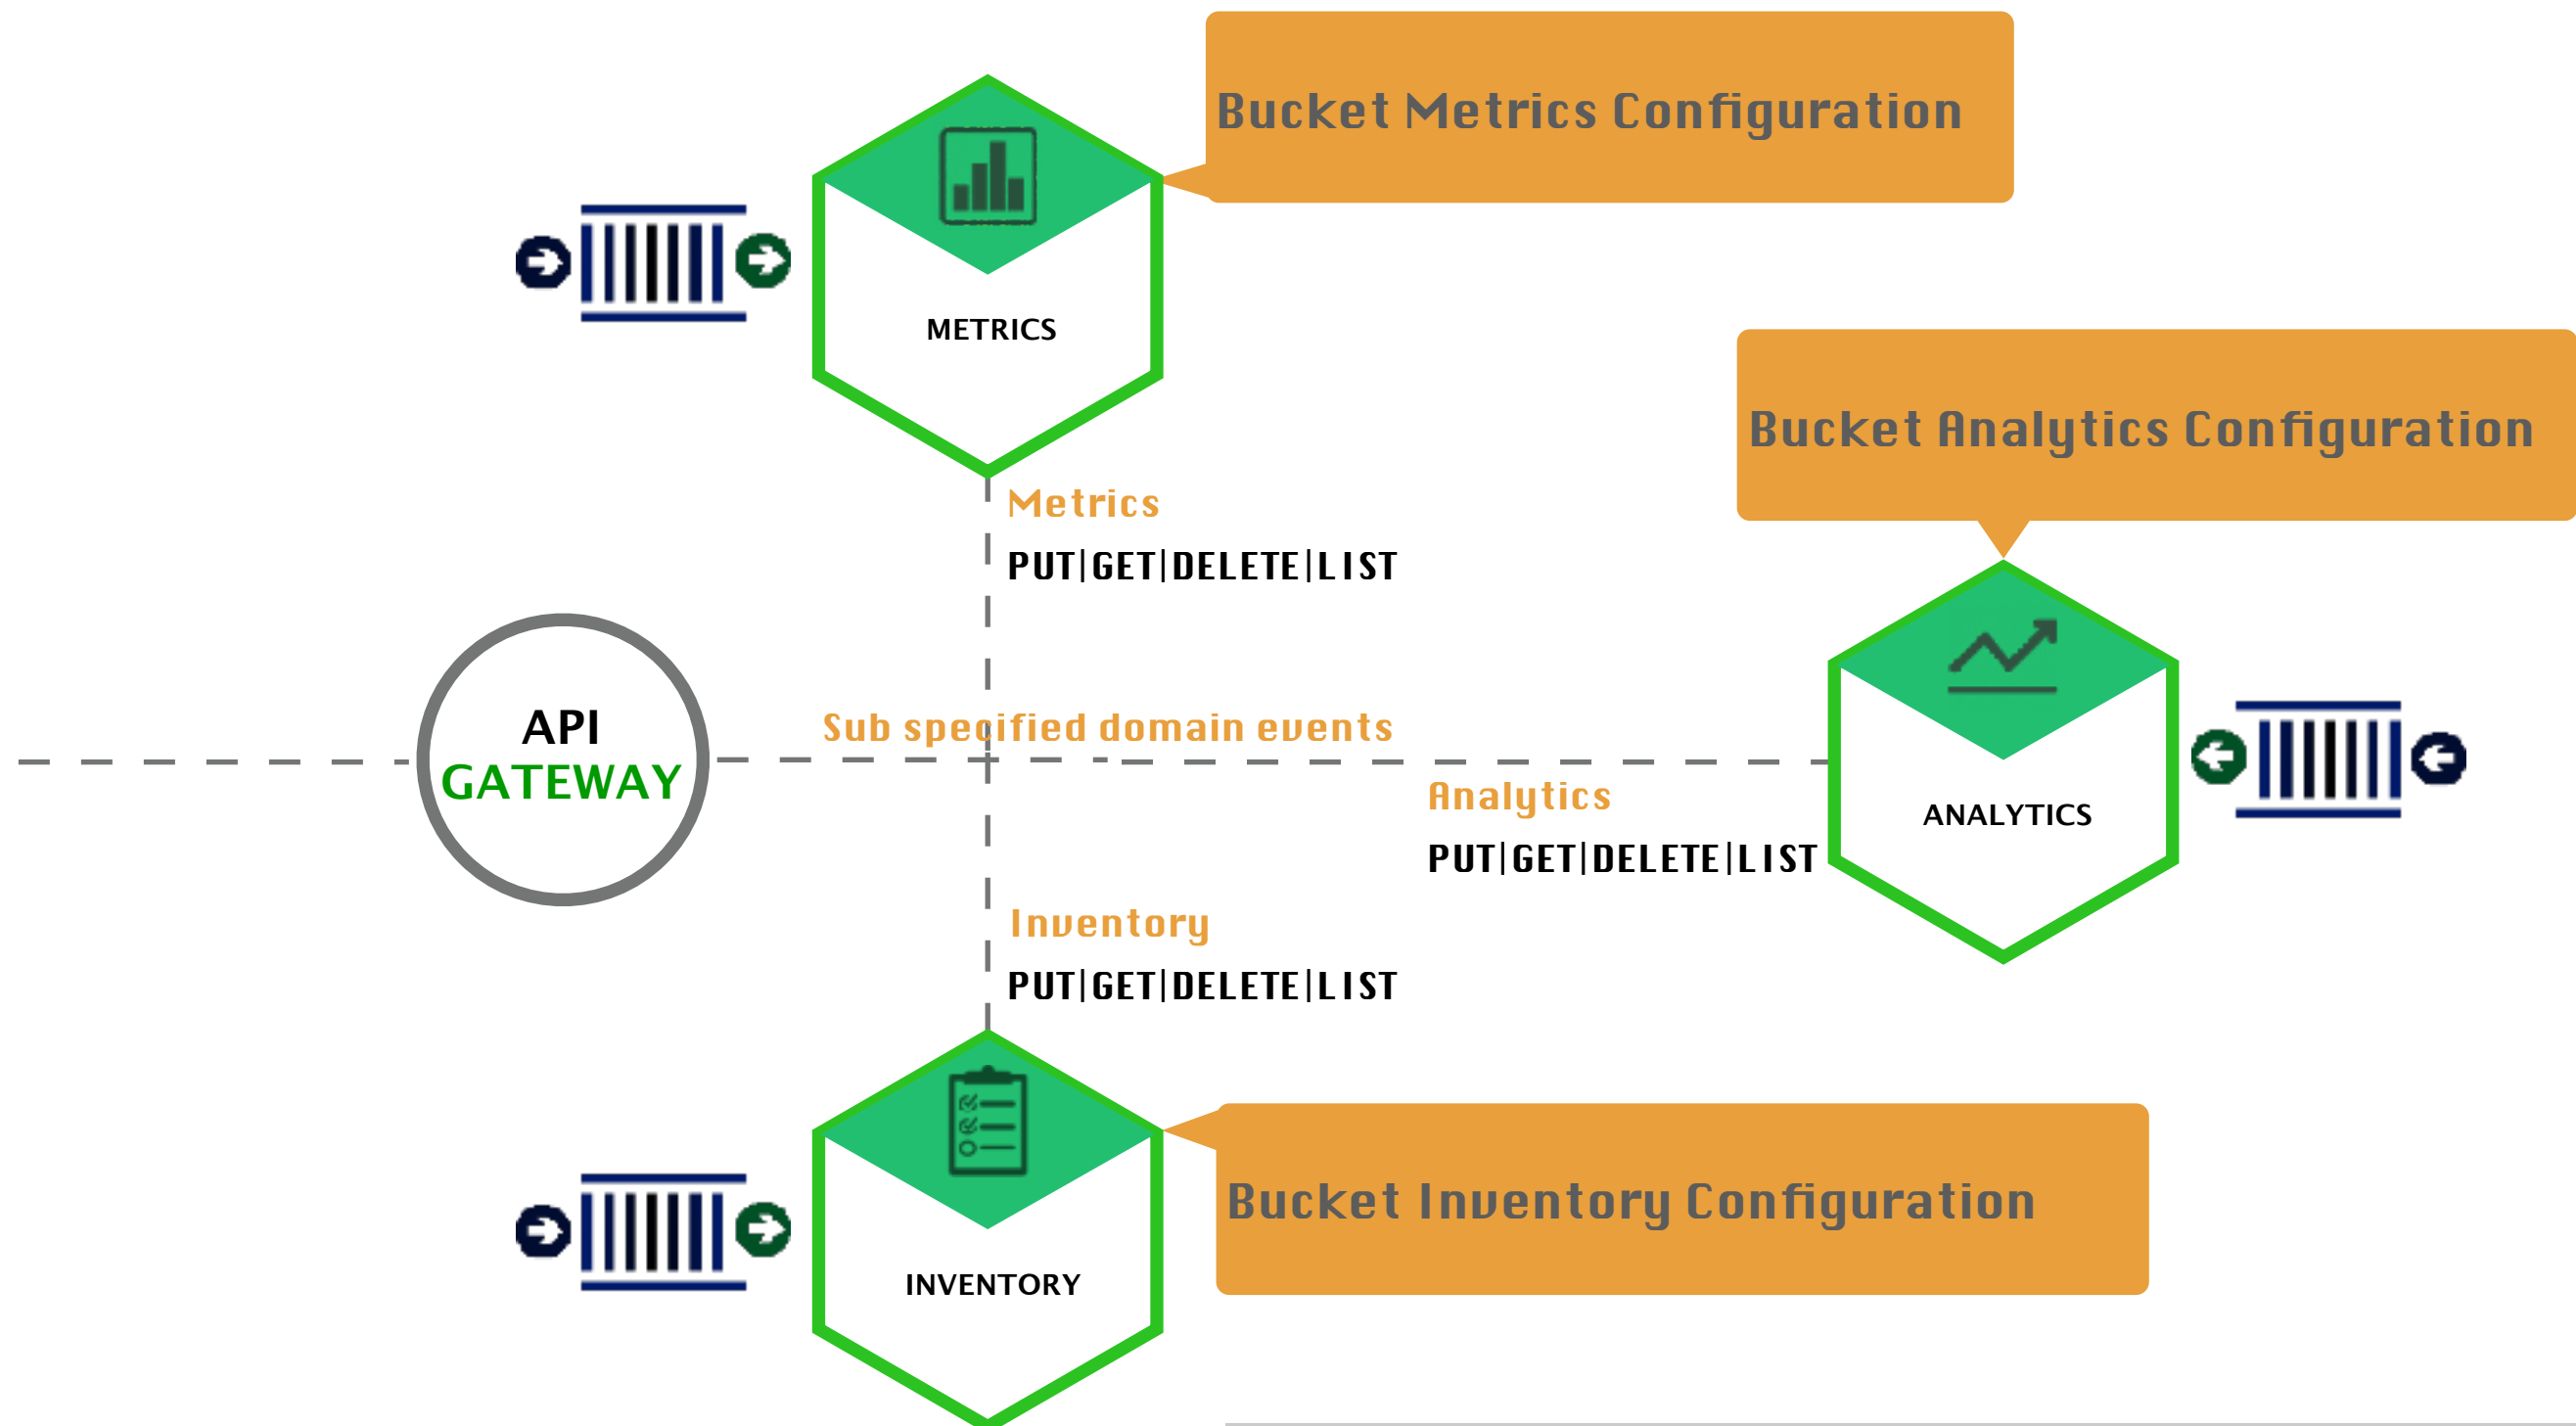 Bucket Metrics Configuration
METRICS
Bucket Analytics Configuration
Metrics
PUT|GET|DELETE|LIST
API
GATEWAY
Sub specified domain events
Analytics
PUT|GET|DELETE|LIST
ANALYTICS
Inventory
PUT|GET|DELETE|LIST
Bucket Inventory Configuration
INVENTORY